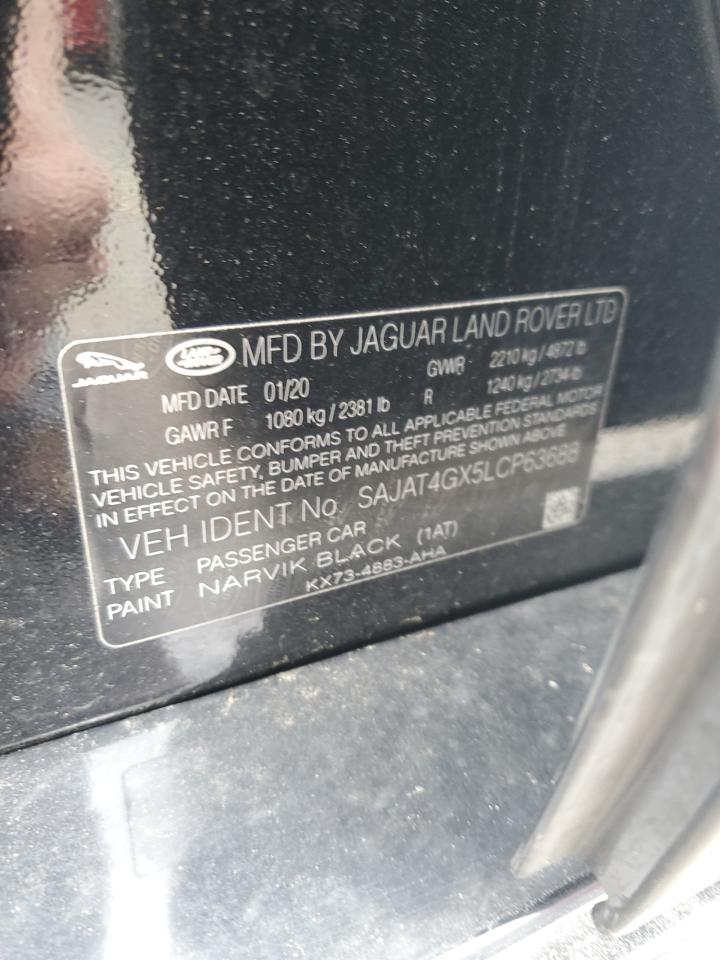 JAGUAR LAND ROVER MFD BY JAGUAR LAND ROVER LTD
MFD DATE 01/20 GVWR 2210 kg / 4872 lb
GAWR F 1080 kg / 2381 lb R 1240 kg / 2734 lb
THIS VEHICLE CONFORMS TO ALL APPLICABLE FEDERAL MOTOR
VEHICLE SAFETY, BUMPER AND THEFT PREVENTION STANDARDS
IN EFFECT ON THE DATE OF MANUFACTURE SHOWN ABOVE
VEH IDENT No. SAJAT4GX5LCP63688
TYPE PASSENGER CAR
PAINT NARVIK BLACK (1AT)
KX73-4883-AHA